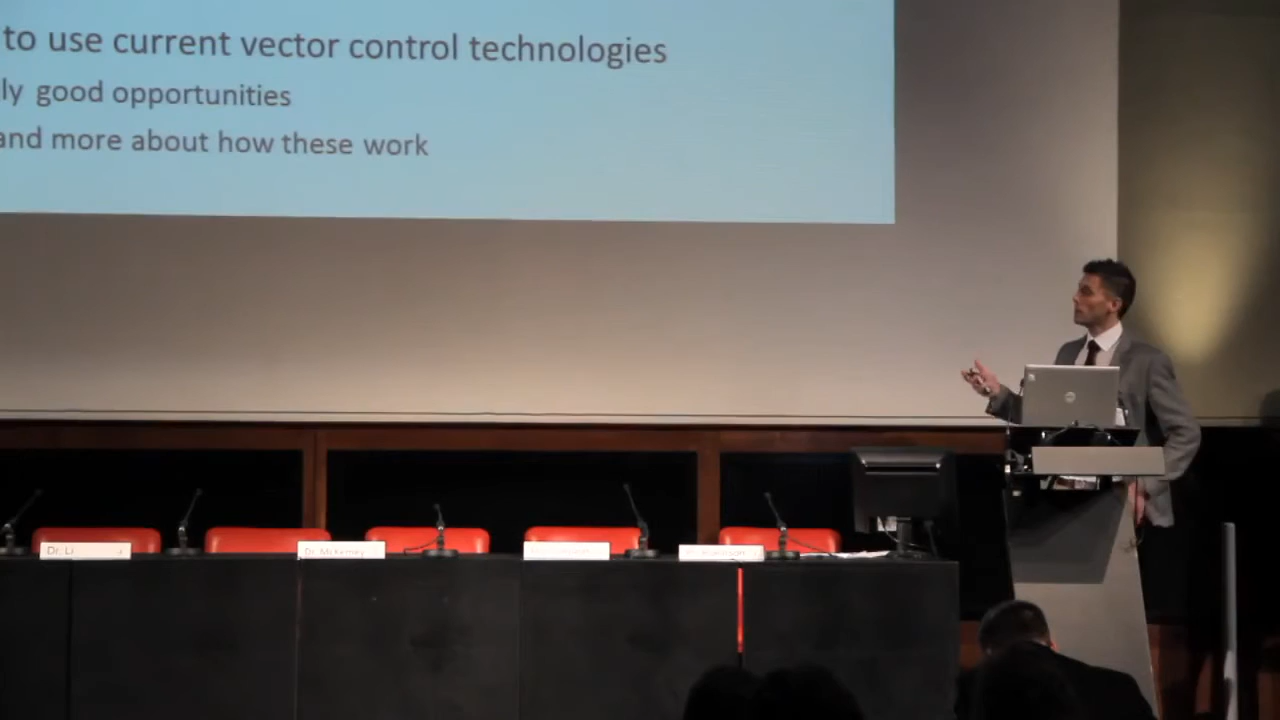 to use current vector control technologies
ly good opportunities
and more about how these work
Dr. Li
Dr. McKemey